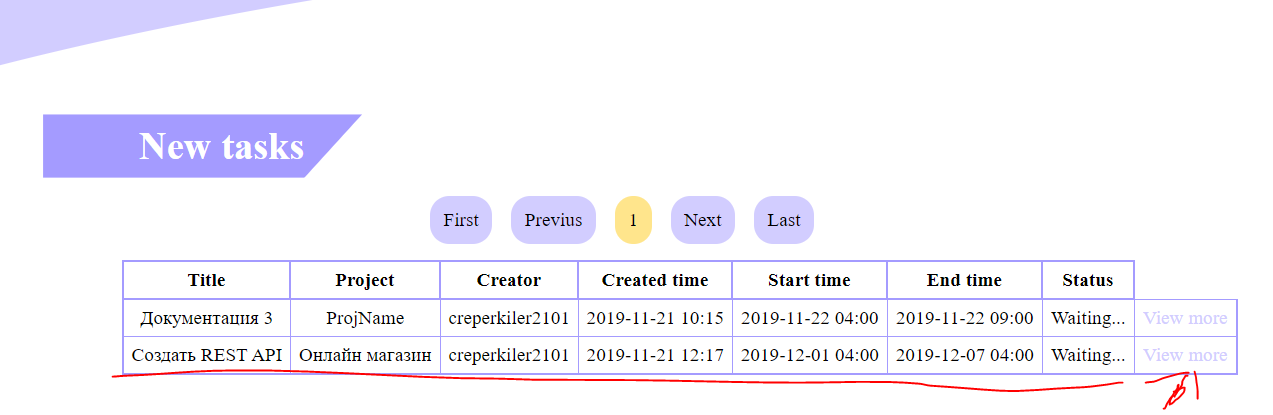 New tasks
First Previus 1 Next Last
Title Project Creator Created time Start time End time Status
Документация 3 ProjName creperkiler2101 2019-11-21 10:15 2019-11-22 04:00 2019-11-22 09:00 Waiting... View more
Создать REST API Онлайн магазин creperkiler2101 2019-11-21 12:17 2019-12-01 04:00 2019-12-07 04:00 Waiting... View more